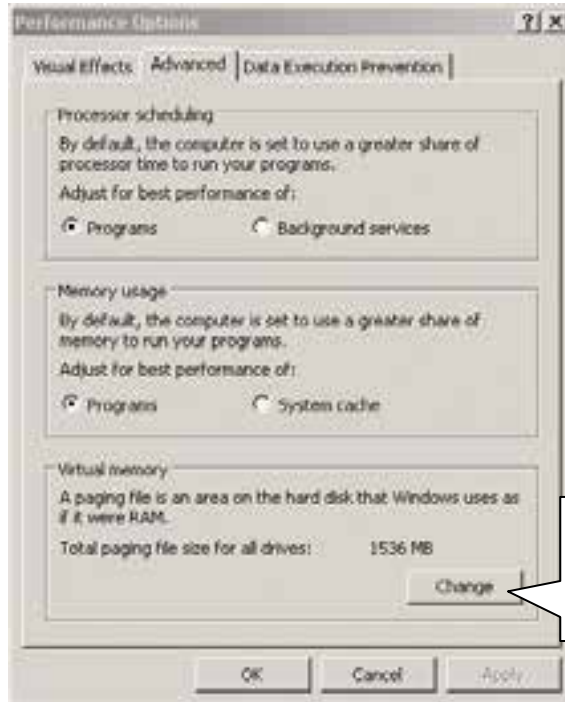 Performance Options
Visual Effects Advanced Data Execution Prevention
Processor scheduling
By default, the computer is set to use a greater share of
processor time to run your programs.
Adjust for best performance of:
Programs Background services
Memory usage
By default, the computer is set to use a greater share of
memory to run your programs.
Adjust for best performance of:
Programs System cache
Virtual memory
A paging file is an area on the hard disk that Windows uses as
if it were RAM.
Total paging file size for all drives: 1536 MB
Change
OK Cancel Apply